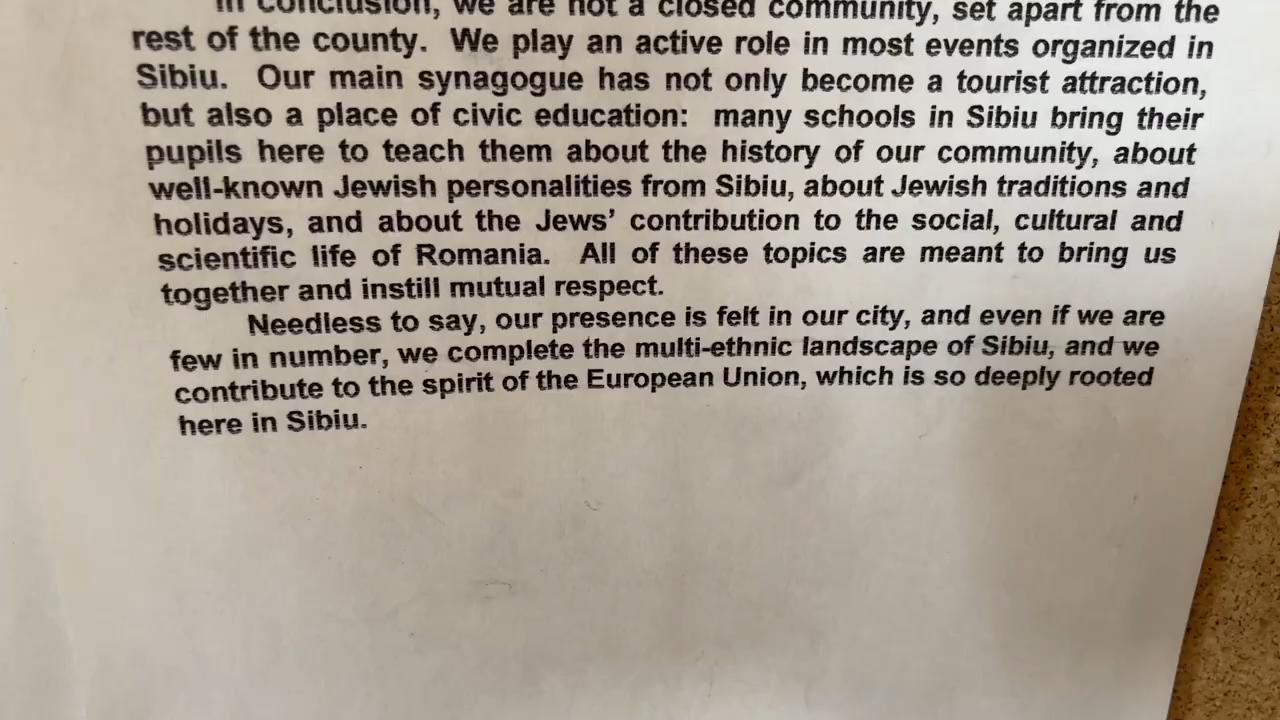 In conclusion, we are not a closed community, set apart from the
rest of the county. We play an active role in most events organized in
Sibiu. Our main synagogue has not only become a tourist attraction,
but also a place of civic education: many schools in Sibiu bring their
pupils here to teach them about the history of our community, about
well-known Jewish personalities from Sibiu, about Jewish traditions and
holidays, and about the Jews’ contribution to the social, cultural and
scientific life of Romania. All of these topics are meant to bring us
together and instill mutual respect.
Needless to say, our presence is felt in our city, and even if we are
few in number, we complete the multi-ethnic landscape of Sibiu, and we
contribute to the spirit of the European Union, which is so deeply rooted
here in Sibiu.